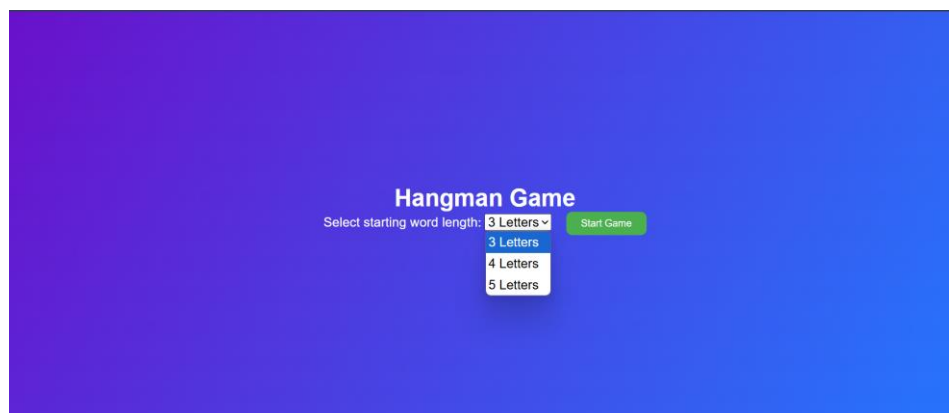 Hangman Game
Select starting word length: 3 Letters Start Game
3 Letters
4 Letters
5 Letters